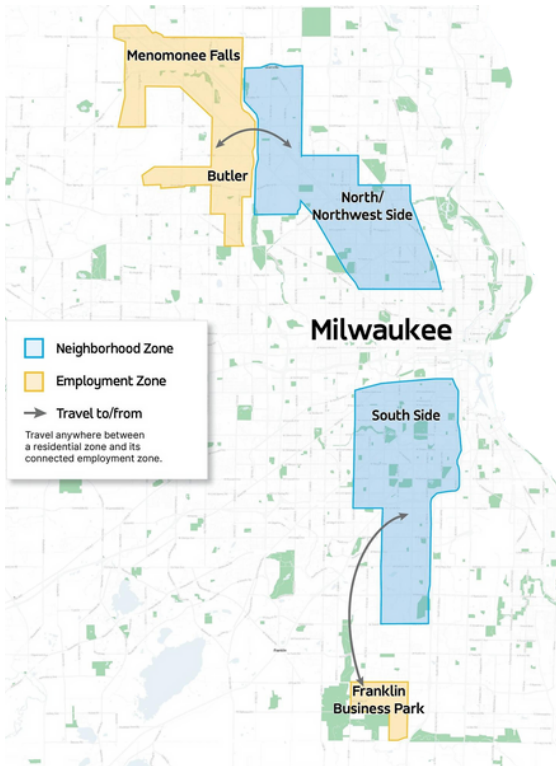 Menomonee Falls
Butler
North/
Northwest Side
Milwaukee
Neighborhood Zone
Employment Zone
Travel to/from
Travel anywhere between
a residential zone and its
connected employment zone.
South Side
Franklin
Franklin
Business Park